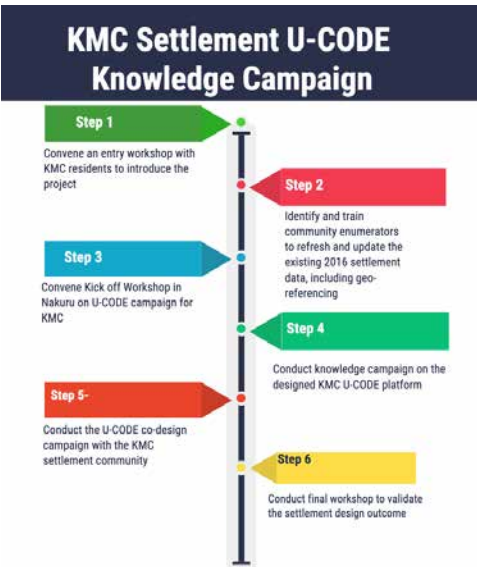 KMC Settlement U-CODE
Knowledge Campaign
Step 1
Convene an entry workshop with
KMC residents to introduce the
project
Step 2
Identify and train
community enumerators
to refresh and update the
existing 2016 settlement
data, including geo-
referencing
Step 3
Convene Kick off Workshop in
Nakuru on U-CODE campaign for
KMC
Step 4
Conduct knowledge campaign on the
designed KMC U-CODE platform
Step 5-
Conduct the U-CODE co-design
campaign with the KMC
settlement community
Step 6
Conduct final workshop to validate
the settlement design outcome